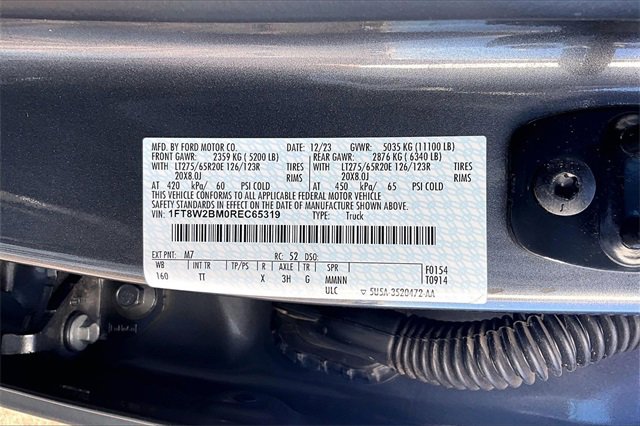 MFD. BY FORD MOTOR CO. DATE: 12/23 GVWR: 5035 KG (11100 LB)
FRONT GAWR: 2359 KG ( 5200 LB) REAR GAWR: 2876 KG ( 6340 LB)
WITH LT275/65R20E 126/123R TIRES WITH LT275/65R20E 126/123R TIRES
20X8.0J RIMS 20X8.0J RIMS
AT 420 kPa/ 60 PSI COLD AT 450 kPa/ 65 PSI COLD
THIS VEHICLE CONFORMS TO ALL APPLICABLE FEDERAL MOTOR VEHICLE
SAFETY STANDARDS IN EFFECT ON THE DATE OF MANUFACTURE SHOWN ABOVE.
VIN: 1FT8W2BM0REC65319 TYPE: Truck
EXT PNT: M7 RC: 52 DSO:
WB INT TR TP/PS R AXLE TR SPR F0154
160 TT X 3H G MMNNN T0914
ULC ▽ 5U5A-3520472-AA